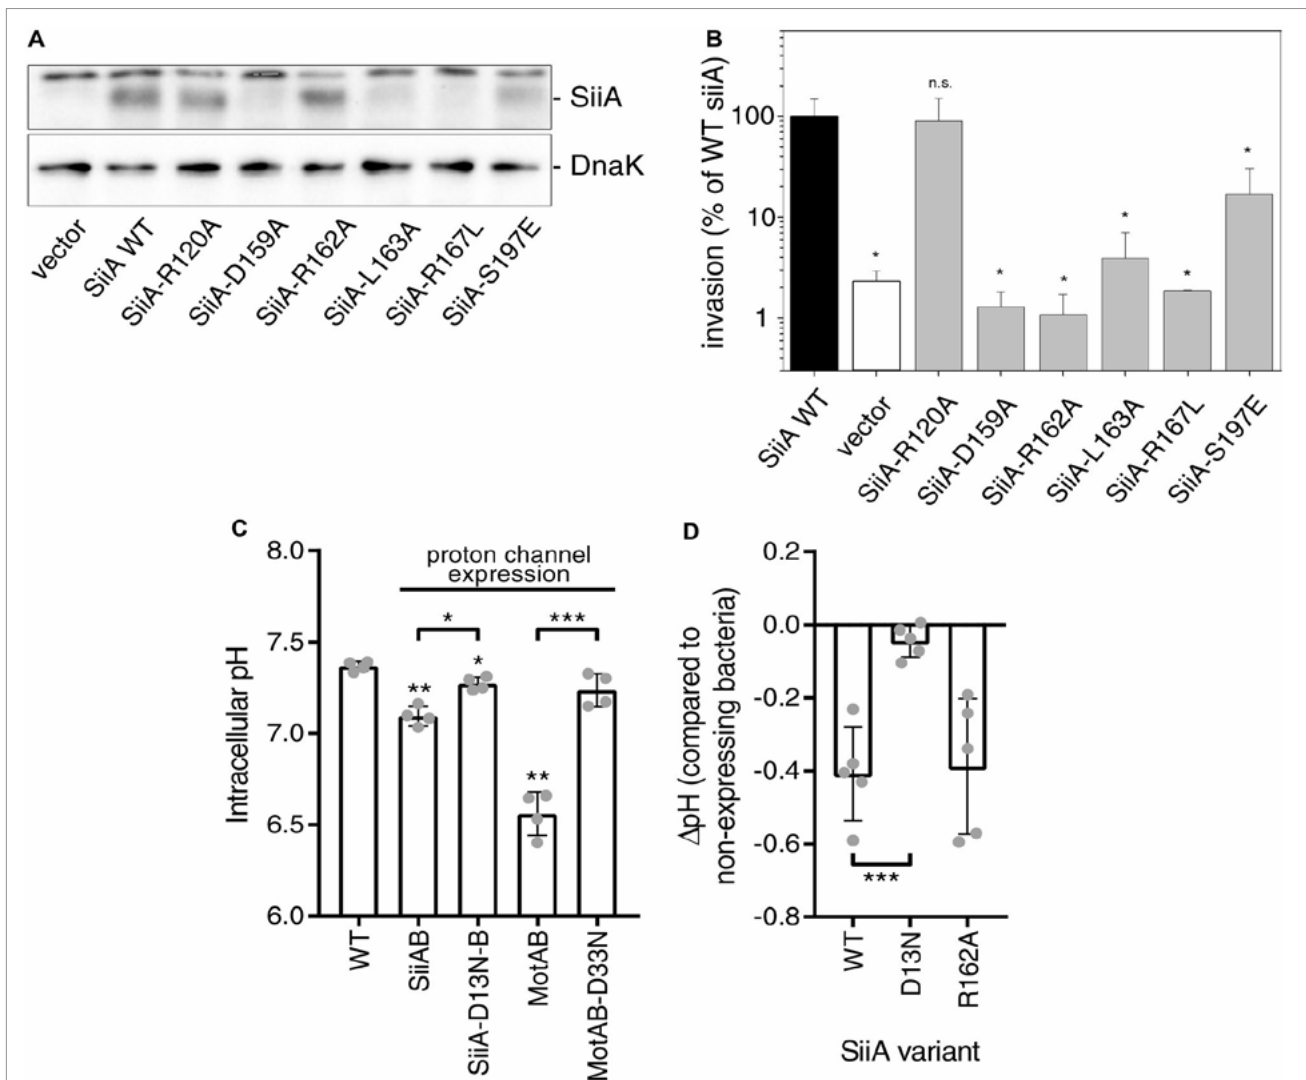 A
SiiA
DnaK
vector
SiiA WT
SiiA-R120A
SiiA-D159A
SiiA-R162A
SiiA-L163A
SiiA-R167L
SiiA-S197E
B
invasion (% of WT siiA)
100
10
1
n.s.
*
*
*
*
*
*
SiiA WT
vector
SiiA-R120A
SiiA-D159A
SiiA-R162A
SiiA-L163A
SiiA-R167L
SiiA-S197E
C
Intracellular pH
8.0
7.5
7.0
6.5
6.0
proton channel
expression
*
***
**
*
**
WT
SiiAB
SiiA-D13N-B
MotAB
MotAB-D33N
D
ΔpH (compared to
non-expressing bacteria)
0.2
0.0
-0.2
-0.4
-0.6
-0.8
***
WT
D13N
R162A
SiiA variant